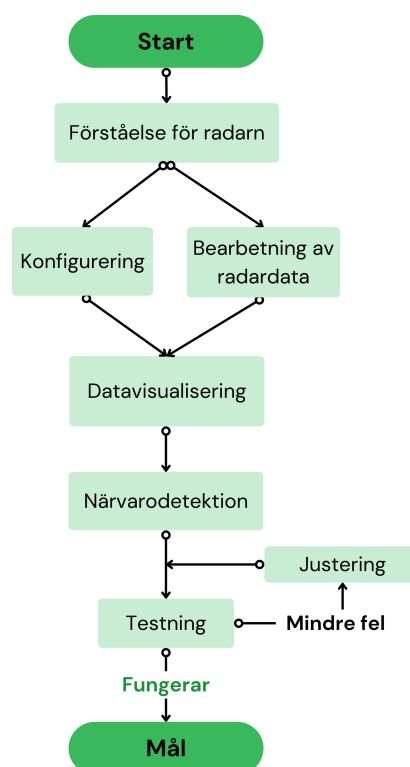 Start
Förståelse för radarn
Konfigurering
Bearbetning av
radardata
Datavisualisering
Närvarodetektion
Justering
Testning
Mindre fel
Fungerar
Mål